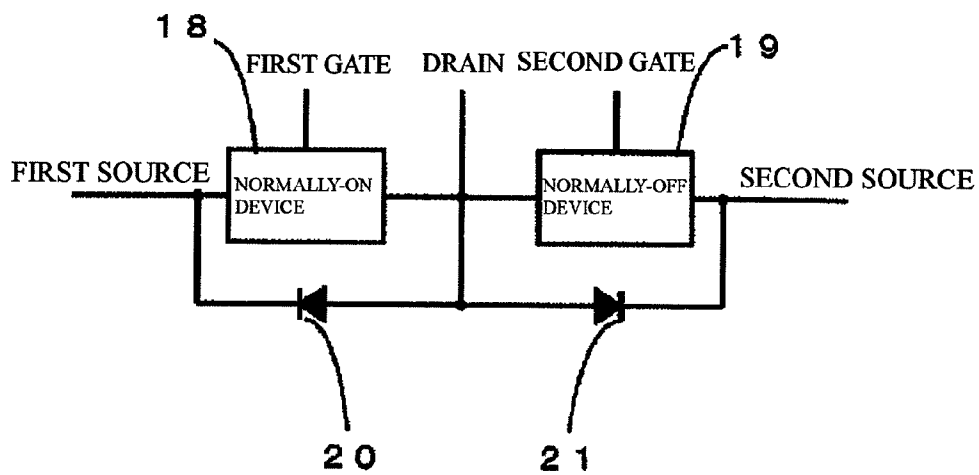 18
19
FIRST GATE
DRAIN
SECOND GATE
FIRST SOURCE
NORMALLY-ON
DEVICE
NORMALLY-OFF
DEVICE
SECOND SOURCE
20
21